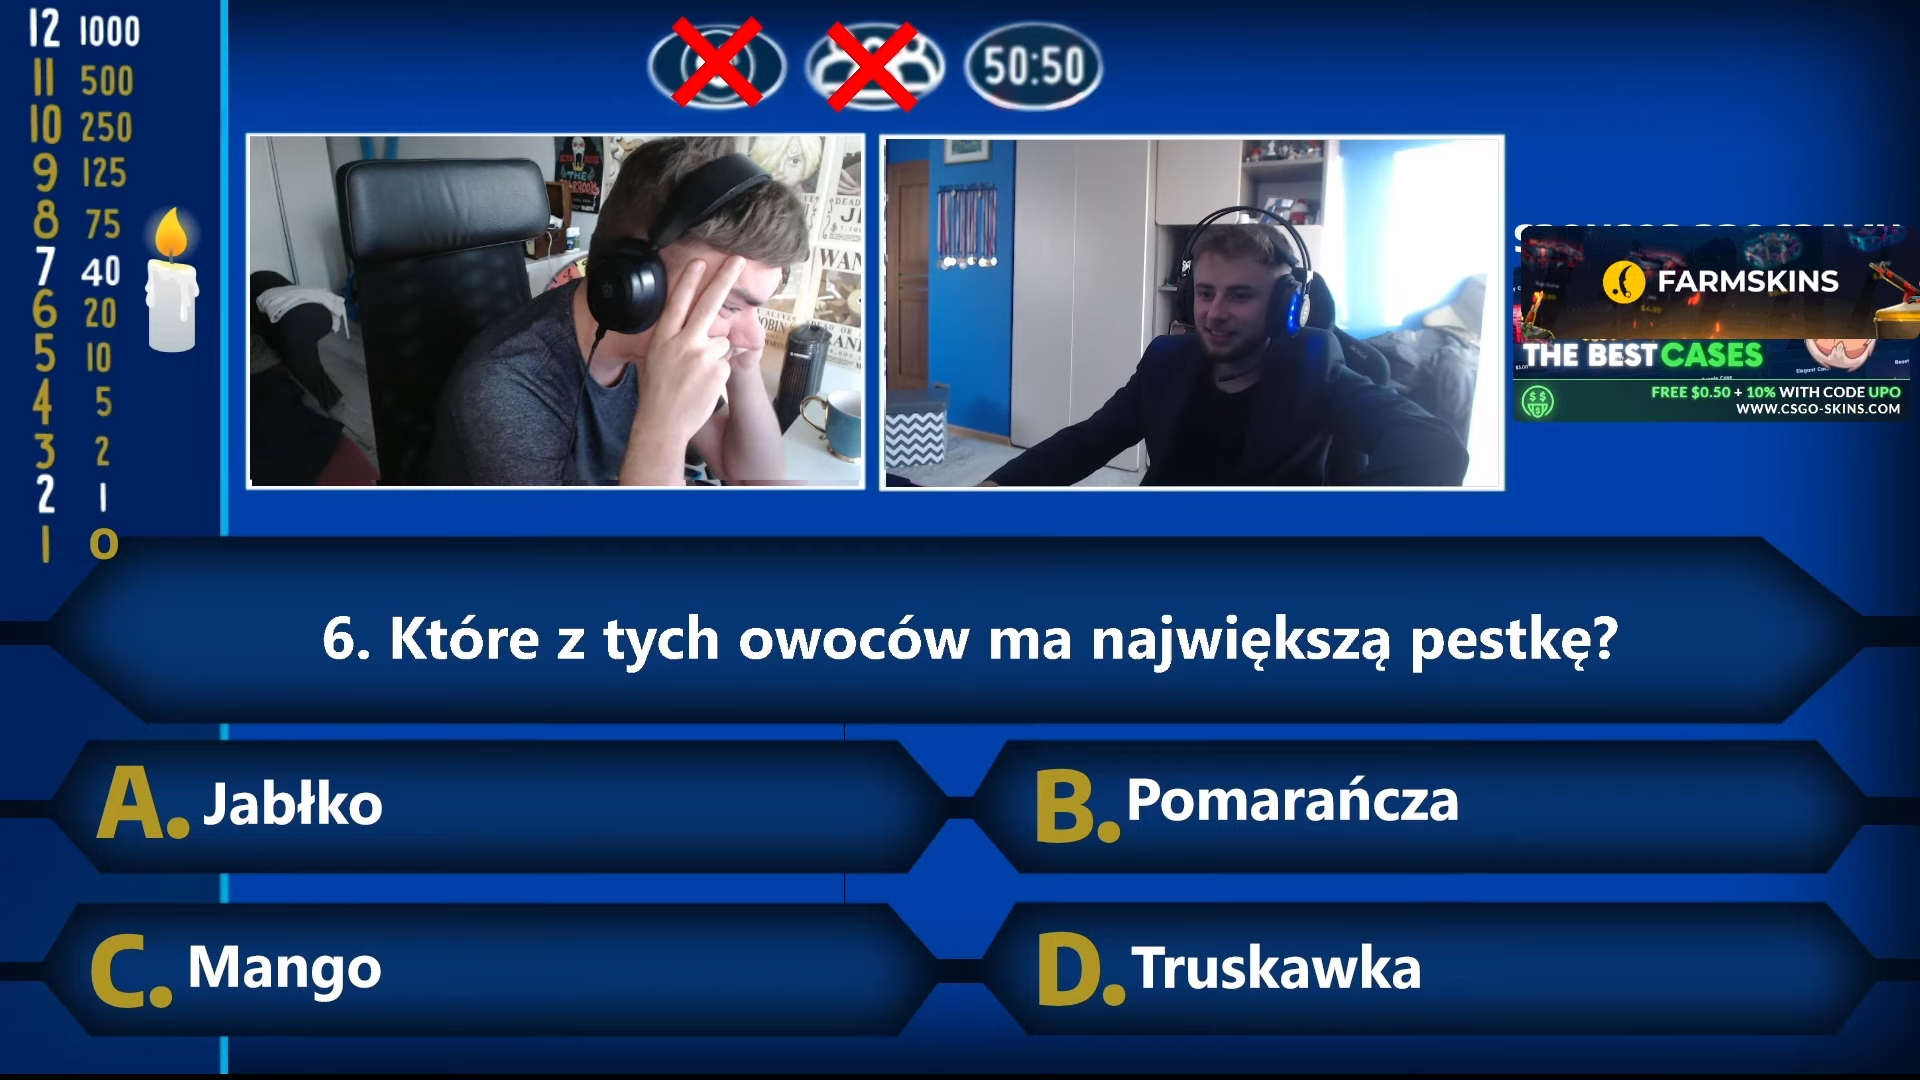 12 1000
11 500
10 250
9 125
8 75
7 40
6 20
5 10
4 5
3 2
2 1
1 0
50:50
FARMSKINS
THE BEST CASES
FREE $0.50 + 10% WITH CODE UPO
WWW.CSGO-SKINS.COM
6. Które z tych owoców ma największą pestkę?
A. Jabłko
B. Pomarańcza
C. Mango
D. Truskawka